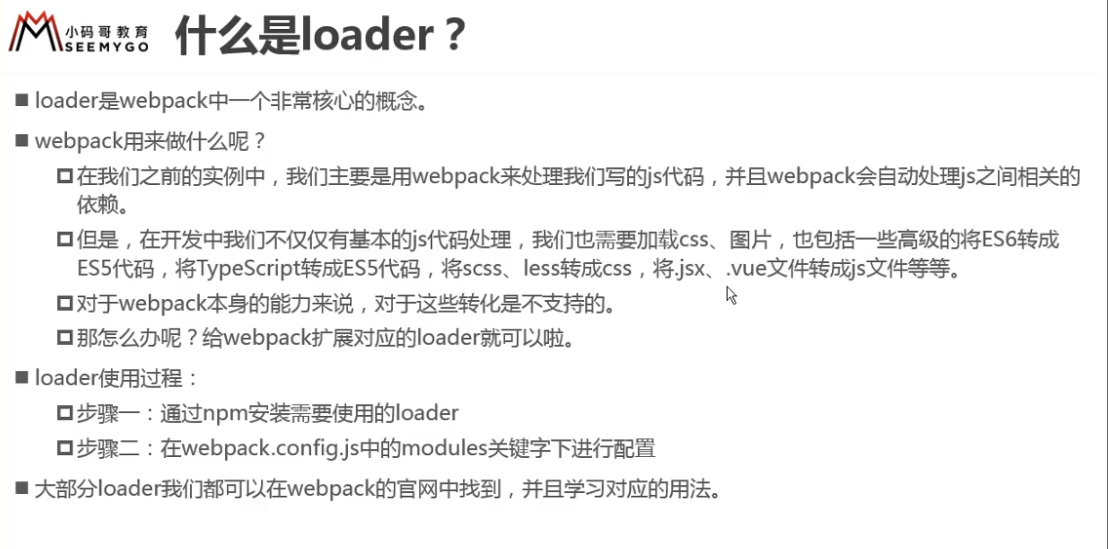 小码哥教育
SEEMYGO
什么是loader？
■ loader是webpack中一个非常核心的概念。
■ webpack用来做什么呢？
在我们之前的实例中，我们主要是用webpack来处理我们写的js代码，并且webpack会自动处理js之间相关的
依赖。
但是，在开发中我们不仅仅有基本的js代码处理，我们也需要加载css、图片，也包括一些高级的将ES6转成
ES5代码，将TypeScript转成ES5代码，将scss、less转成css，将.jsx、.vue文件转成js文件等等。
对于webpack本身的能力来说，对于这些转化是不支持的。
那怎么办呢？给webpack扩展对应的loader就可以啦。
■ loader使用过程：
步骤一：通过npm安装需要使用的loader
步骤二：在webpack.config.js中的modules关键字下进行配置
■ 大部分loader我们都可以在webpack的官网中找到，并且学习对应的用法。